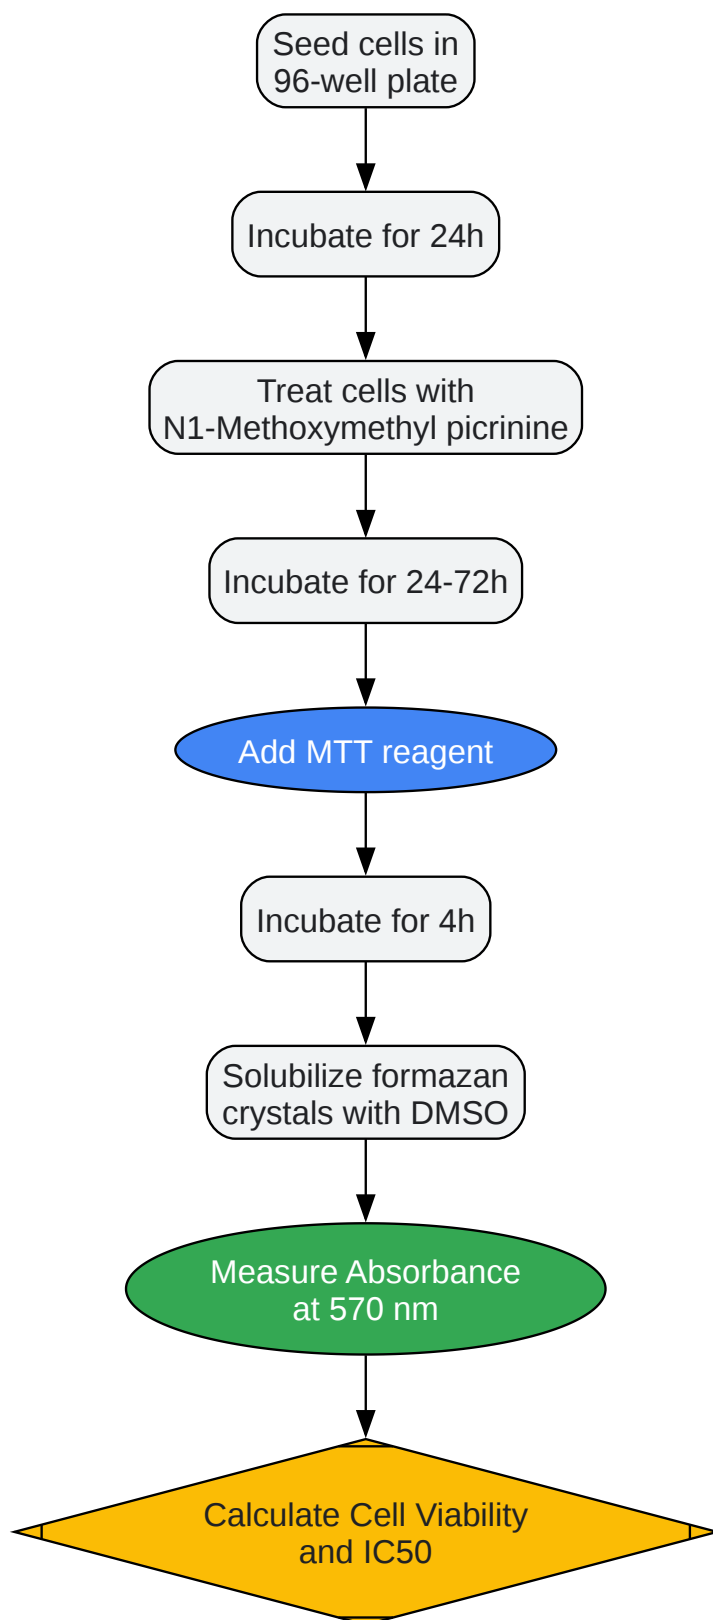 Seed cells in
96-well plate
Incubate for 24h
Treat cells with
N1-Methoxymethyl picrinine
Incubate for 24-72h
Add MTT reagent
Incubate for 4h
Solubilize formazan
crystals with DMSO
Measure Absorbance
at 570 nm
Calculate Cell Viability
and IC50